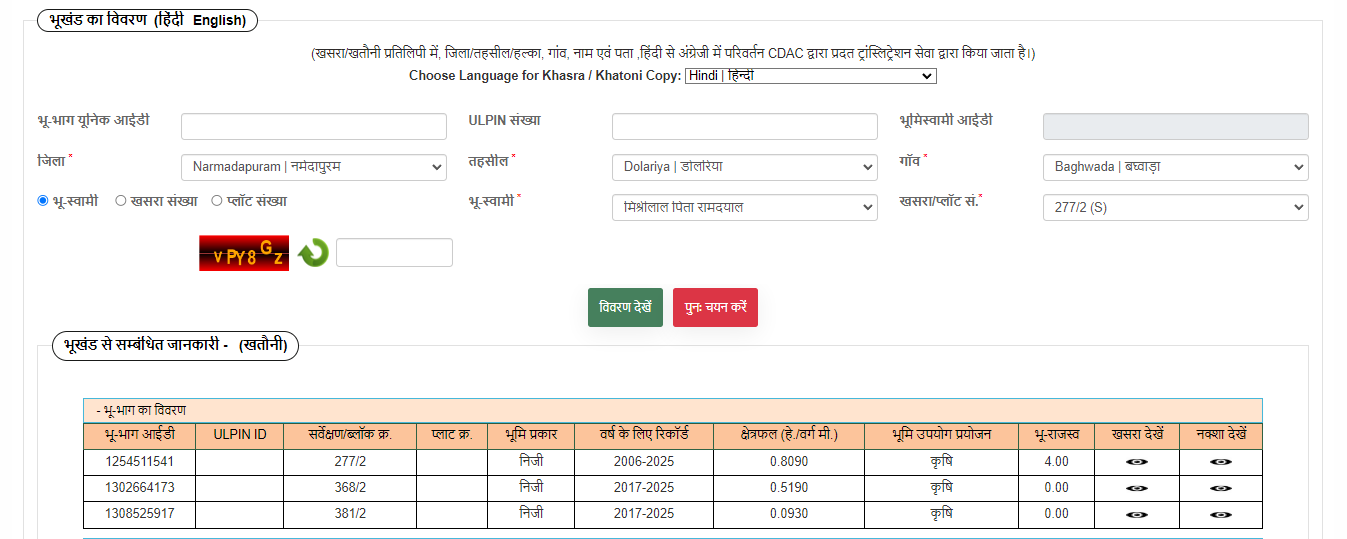 भूखंड का विवरण (हिंदी English)
(खसरा/खतौनी प्रतिलिपी में, जिला/तहसील/हल्का, गांव, नाम एवं पता ,हिंदी से अंग्रेजी में परिवर्तन CDAC द्वारा प्रदत ट्रांस्लिट्रेशन सेवा द्वारा किया जाता है।)
Choose Language for Khasra / Khatoni Copy: Hindi | हिन्दी
भू-भाग यूनिक आईडी ULPIN संख्या भूमिस्वामी आईडी
जिला * Narmadapuram | नर्मदापुरम तहसील * Dolariya | डोलरिया गॉव * Baghwada | बघ्वाड़ा
भू-स्वामी खसरा संख्या प्लॉट संख्या भू-स्वामी * मिश्रीलाल पिता रामदयाल खसरा/प्लॉट सं.* 277/2 (S)
v PY8 G z
विवरण देखें पुनः चयन करें
भूखंड से सम्बंधित जानकारी - (खतौनी)
- भू-भाग का विवरण
भू-भाग आईडी ULPIN ID सर्वेक्षण/ब्लॉक क्र. प्लाट क्र. भूमि प्रकार वर्ष के लिए रिकॉर्ड क्षेत्रफल (हे./वर्ग मी.) भूमि उपयोग प्रयोजन भू-राजस्व खसरा देखें नक्शा देखें
1254511541 277/2 निजी 2006-2025 0.8090 कृषि 4.00
1302664173 368/2 निजी 2017-2025 0.5190 कृषि 0.00
1308525917 381/2 निजी 2017-2025 0.0930 कृषि 0.00